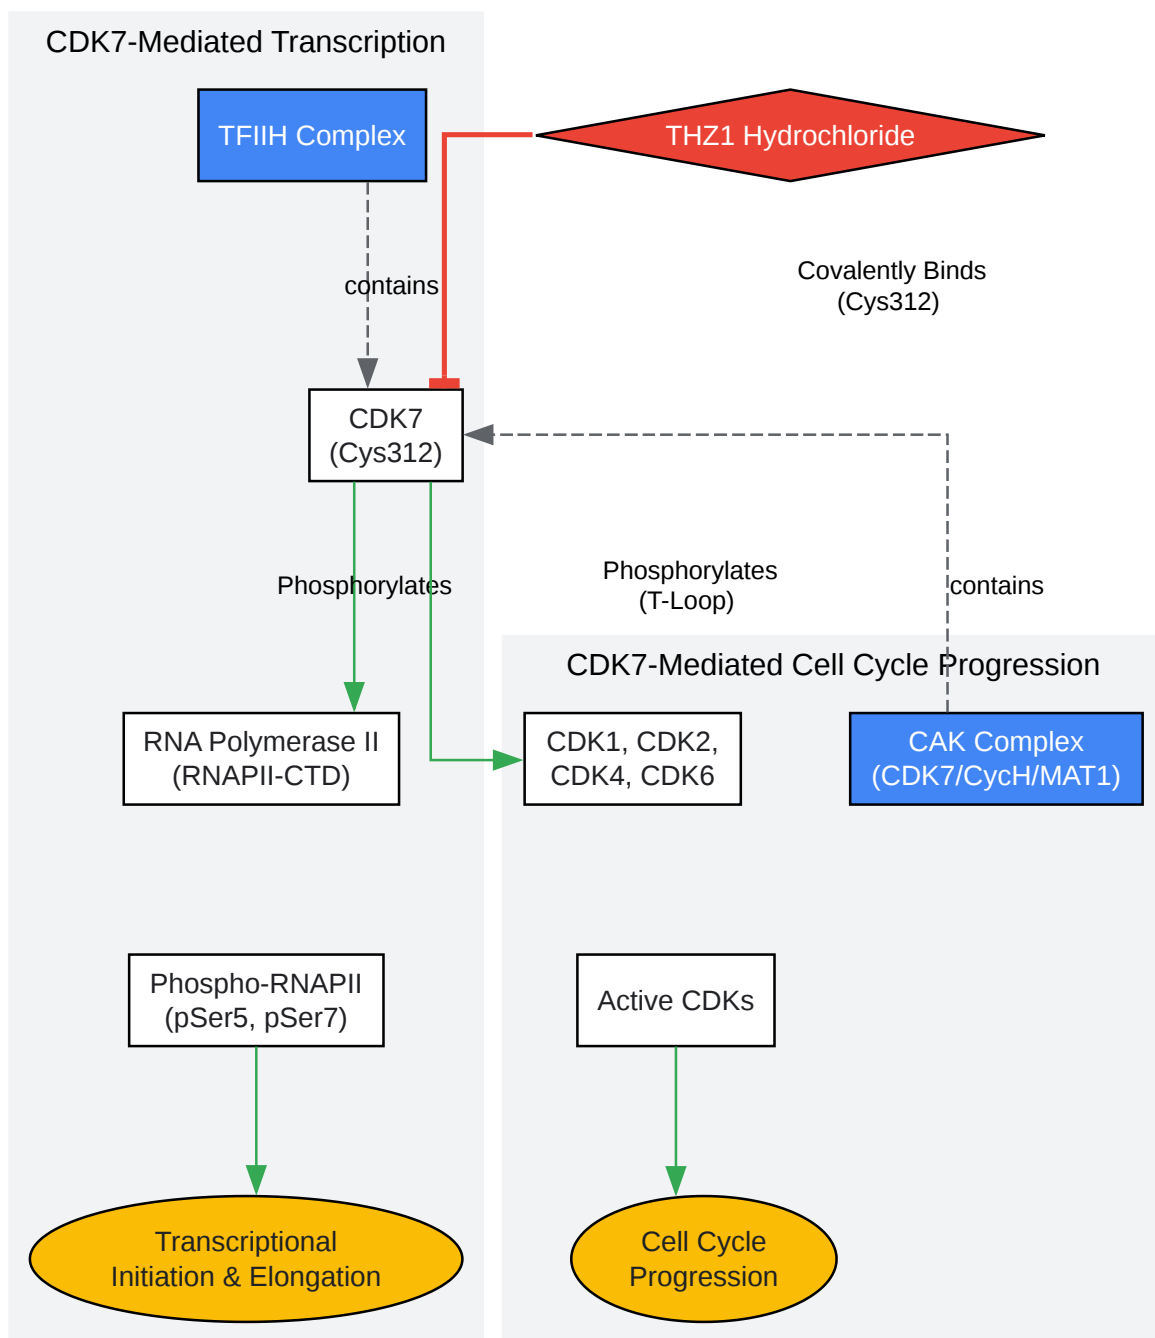 CDK7-Mediated Transcription
TFIIH Complex
THZ1 Hydrochloride
Covalently Binds
(Cys312)
contains
CDK7
(Cys312)
Phosphorylates
Phosphorylates
(T-Loop)
contains
CDK7-Mediated Cell Cycle Progression
RNA Polymerase II
(RNAPII-CTD)
CDK1, CDK2,
CDK4, CDK6
CAK Complex
(CDK7/CycH/MAT1)
Phospho-RNAPII
(pSer5, pSer7)
Active CDKs
Transcriptional
Initiation & Elongation
Cell Cycle
Progression